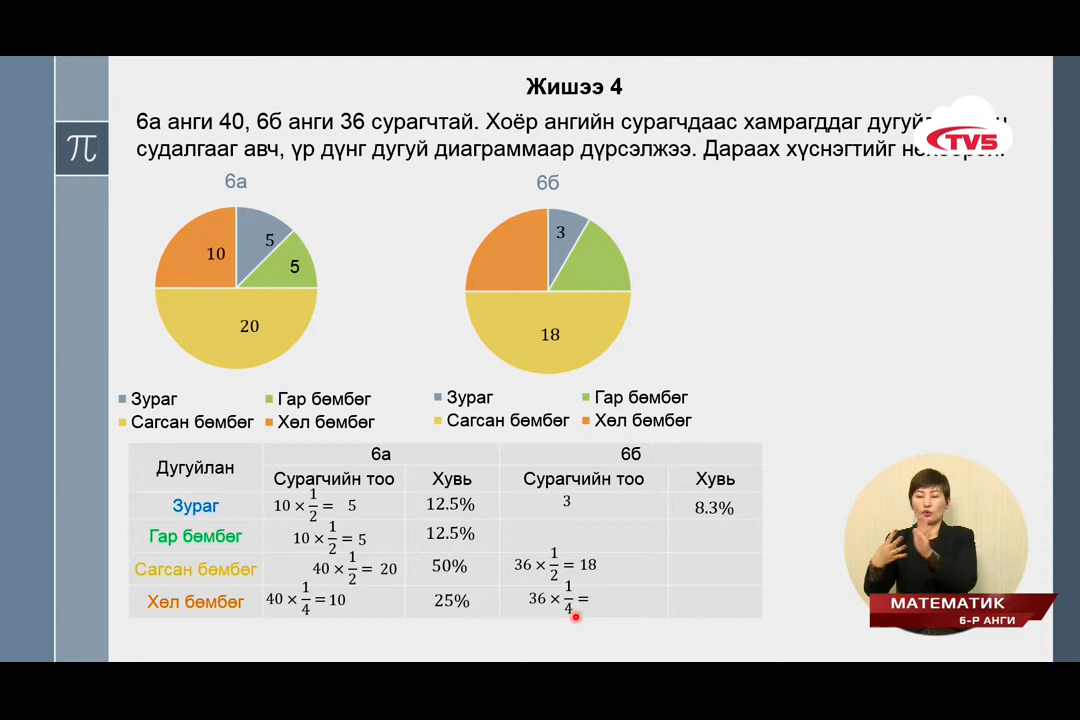 Жишээ 4
π
6а анги 40, 6б анги 36 сурагчтай. Хоёр ангийн сурагчдаас хамрагддаг
судалгааг авч, үр дүнг дугуй диаграммаар дүрсэлжээ. Дараах хүснэгтийг
TV5
6а
6б
10
5
5
20
3
18
Зураг
Гар бөмбөг
Сагсан бөмбөг
Хөл бөмбөг
Зураг
Гар бөмбөг
Сагсан бөмбөг
Хөл бөмбөг
Дугуйлан 6а 6б
Сурагчийн тоо Хувь Сурагчийн тоо Хувь
Зураг 10 × 1/2 = 5 12.5% 3 8.3%
Гар бөмбөг 10 × 1/2 = 5 12.5%
Сагсан бөмбөг 40 × 1/2 = 20 50% 36 × 1/2 = 18
Хөл бөмбөг 40 × 1/4 = 10 25% 36 × 1/4 =
МАТЕМАТИК
6-Р АНГИ